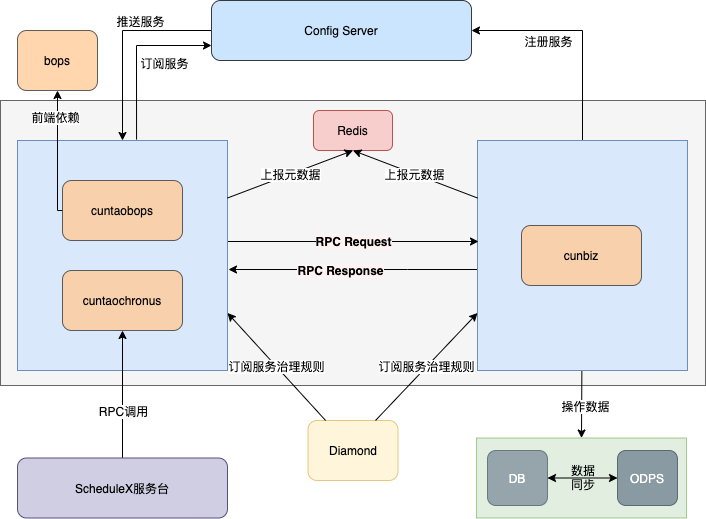 推送服务
Config Server
注册服务
订阅服务
bops
前端依赖
Redis
上报元数据
上报元数据
cuntaobops
RPC Request
cunbiz
RPC Response
cuntaochronus
订阅服务治理规则
订阅服务治理规则
RPC调用
操作数据
Diamond
ScheduleX服务台
DB
数据
同步
ODPS